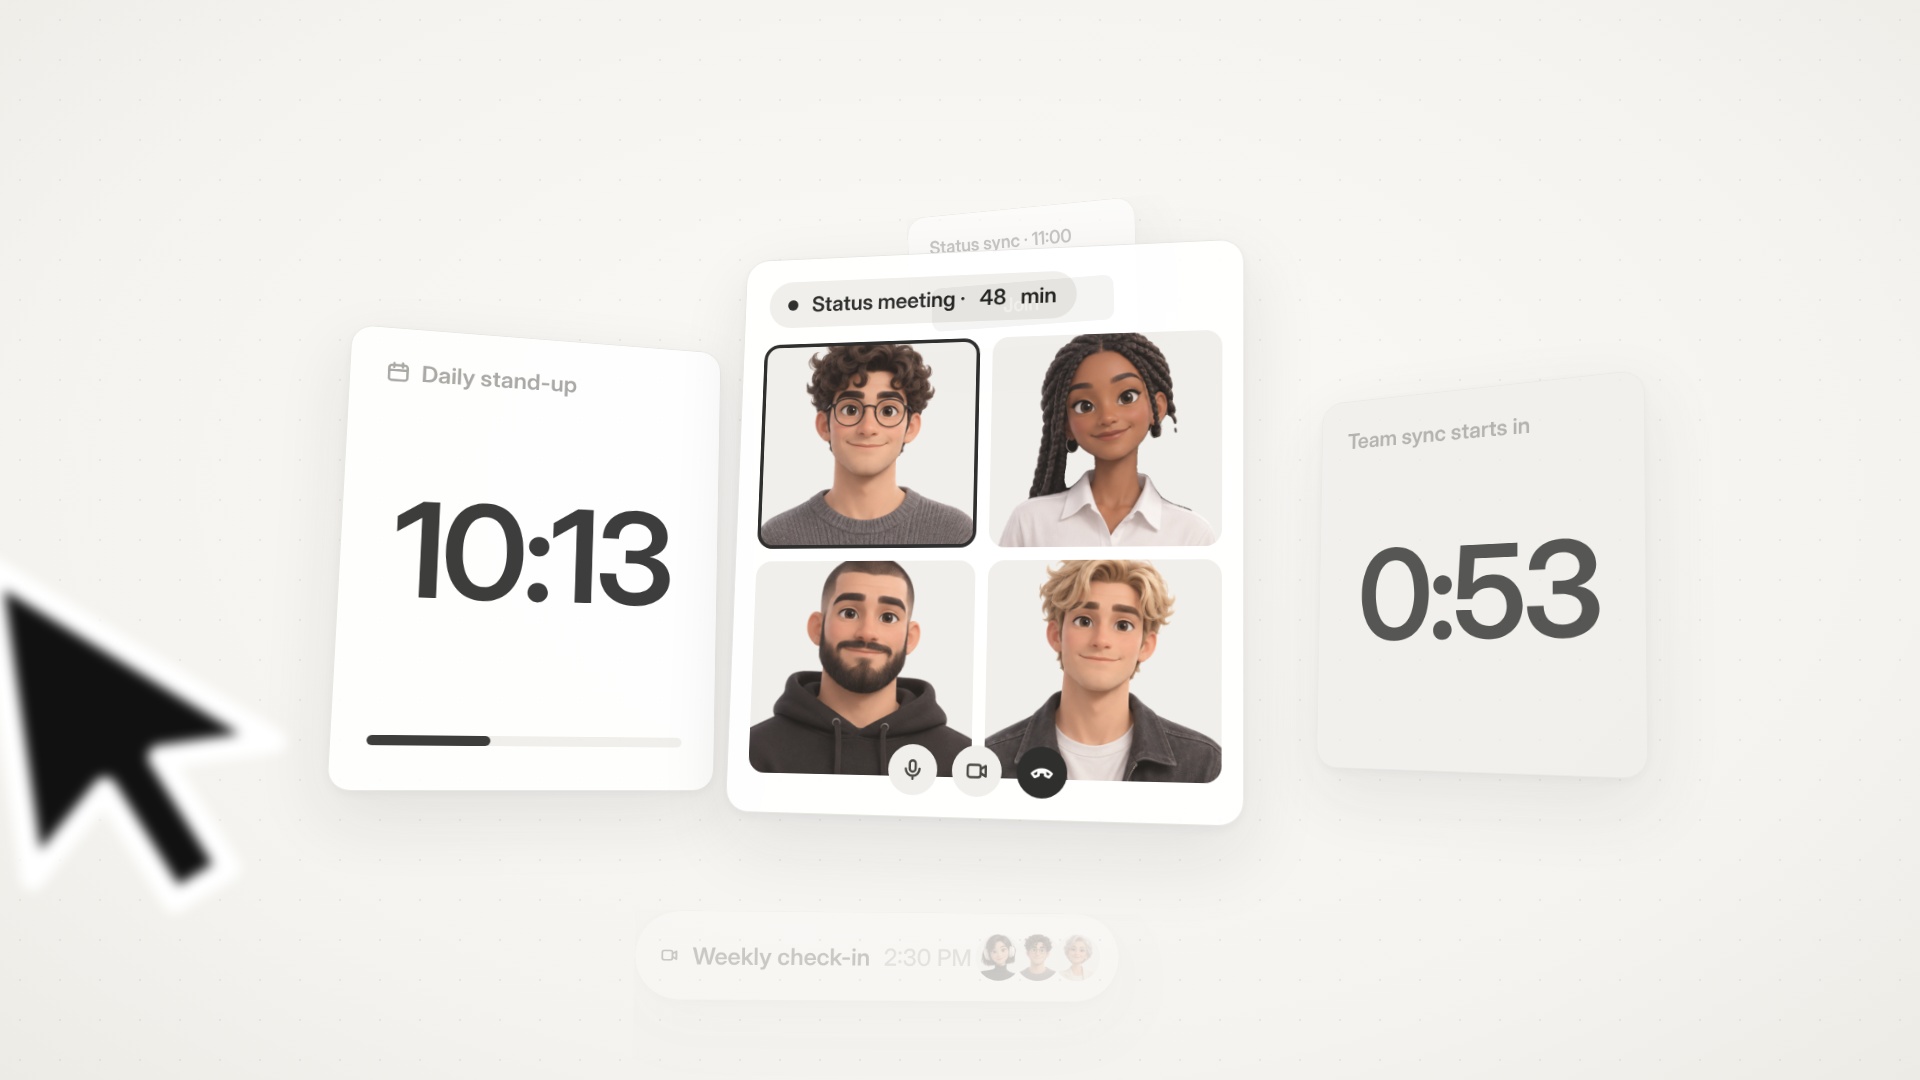 Status sync · 11:00
Join
Status meeting · 48 min
Daily stand-up
10:13
Team sync starts in
0:53
Weekly check-in 2:30 PM